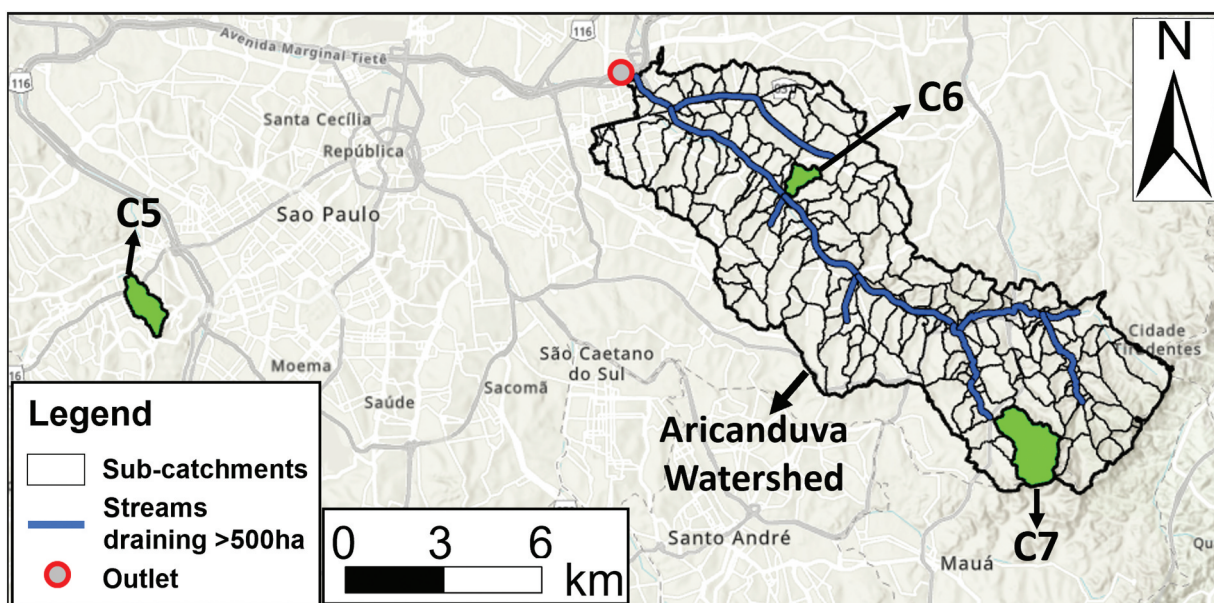 116
Avenida Marginal Tietê
116
N
C6
Santa Cecília
República
Sao Paulo
C5
Cidade
Tiradentes
Moema
São Caetano
do Sul
Sacomã
Saúde
Aricanduva
Watershed
Legend
Sub-catchments
Streams
draining >500ha
Outlet
0 3 6
km
Santo André
116
Mauá
C7